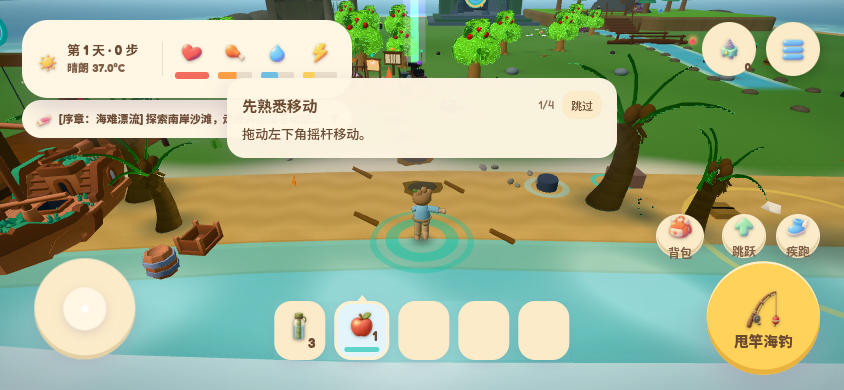 第 1 天 · 0 步
晴朗 37.0°C
[序章：海难漂流] 探索南岸沙滩，
先熟悉移动
1/4
跳过
拖动左下角摇杆移动。
0
背包
跳跃
疾跑
甩竿海钓
3
1